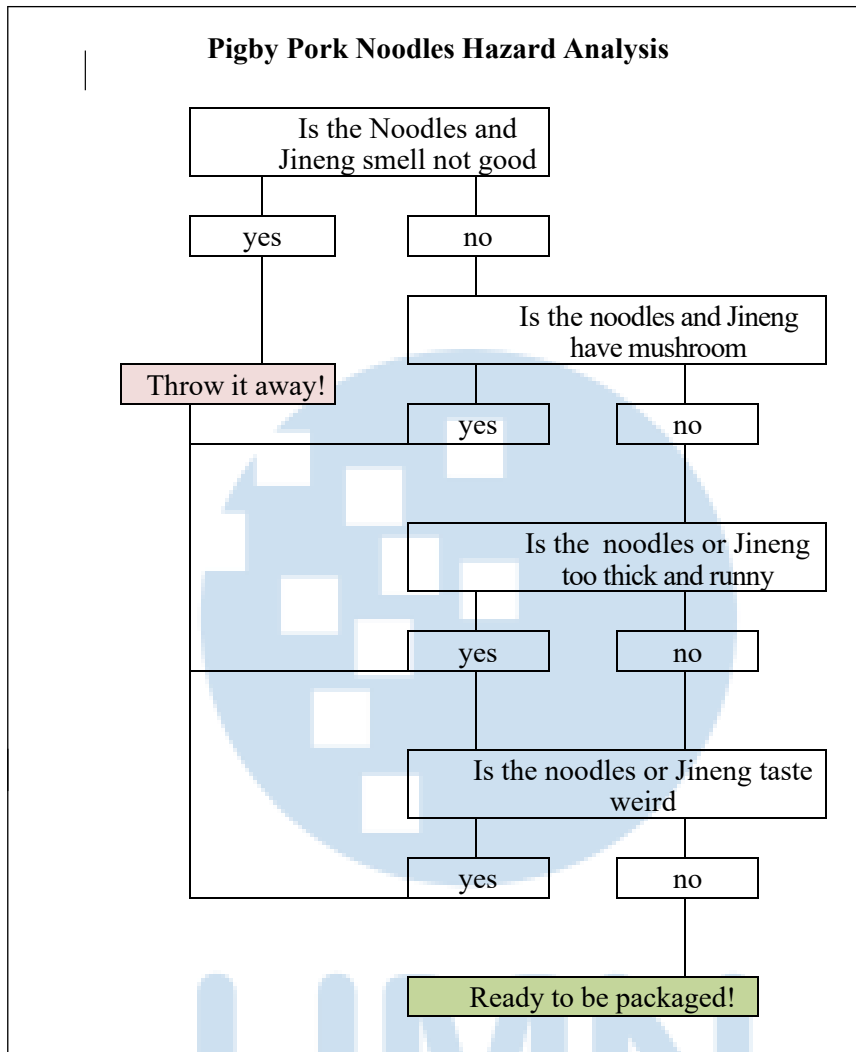 Pigby Pork Noodles Hazard Analysis
Is the Noodles and
Jineng smell not good
yes
no
Is the noodles and Jineng
have mushroom
Throw it away!
yes
no
Is the noodles or Jineng
too thick and runny
yes
no
Is the noodles or Jineng taste
weird
yes
no
Ready to be packaged!